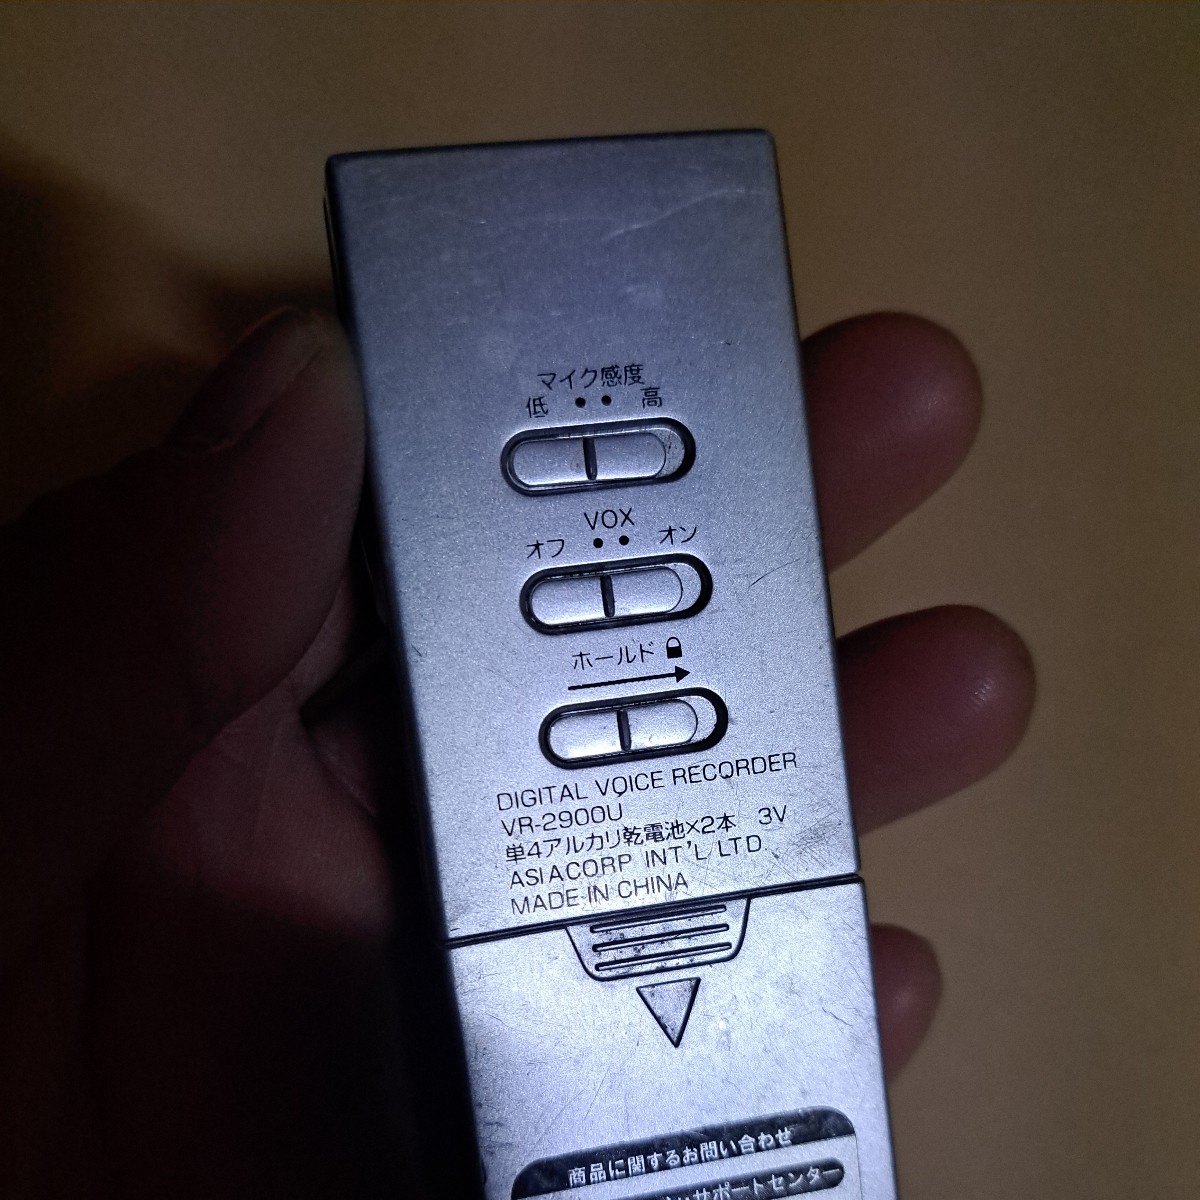 マイク感度
低 •• 高
VOX
オフ •• オン
ホールド
DIGITAL VOICE RECORDER
VR-2900U
単4アルカリ乾電池×2本 3V
ASIACORP INT'L LTD
MADE IN CHINA
商品に関するお問い合わせ
サポートセンター